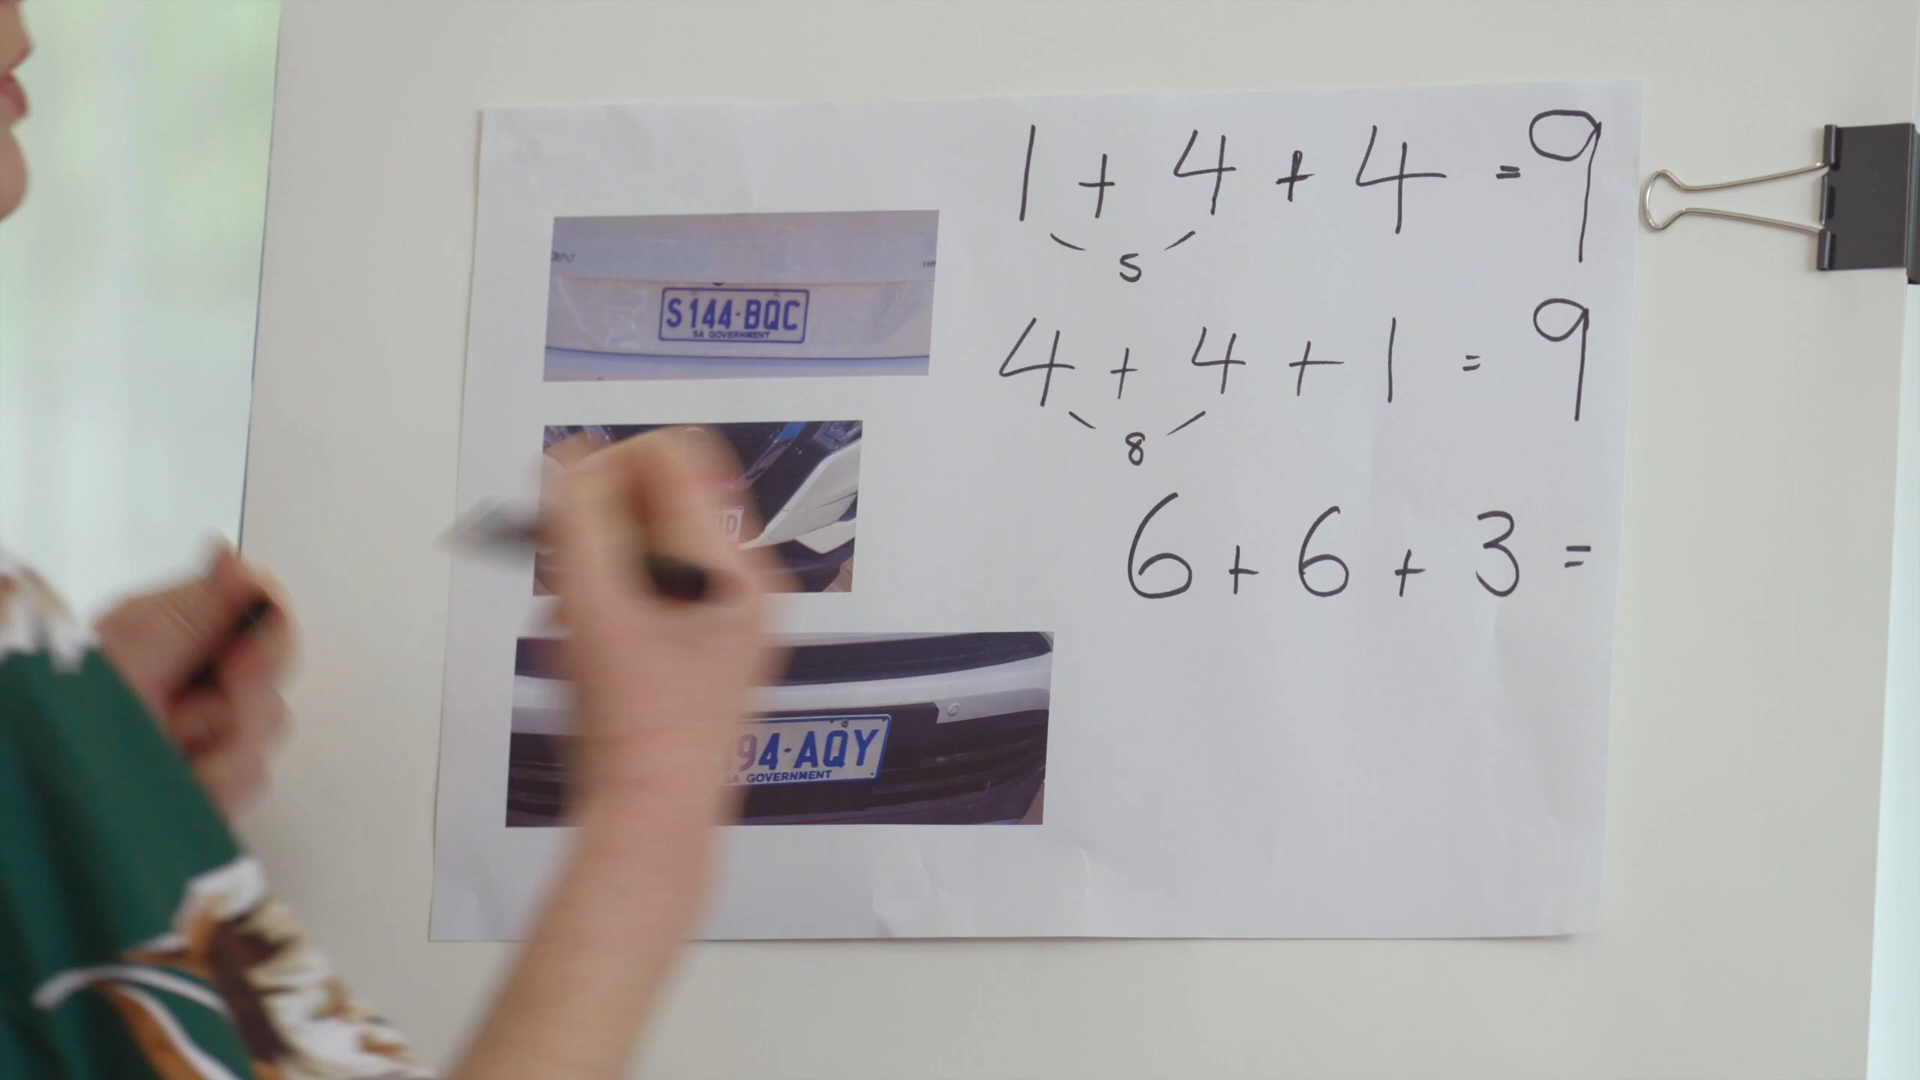 1 + 4 + 4 = 9
5
S144·BQC
SA GOVERNMENT
4 + 4 + 1 = 9
8
D
6 + 6 + 3 =
94-AQY
SA GOVERNMENT